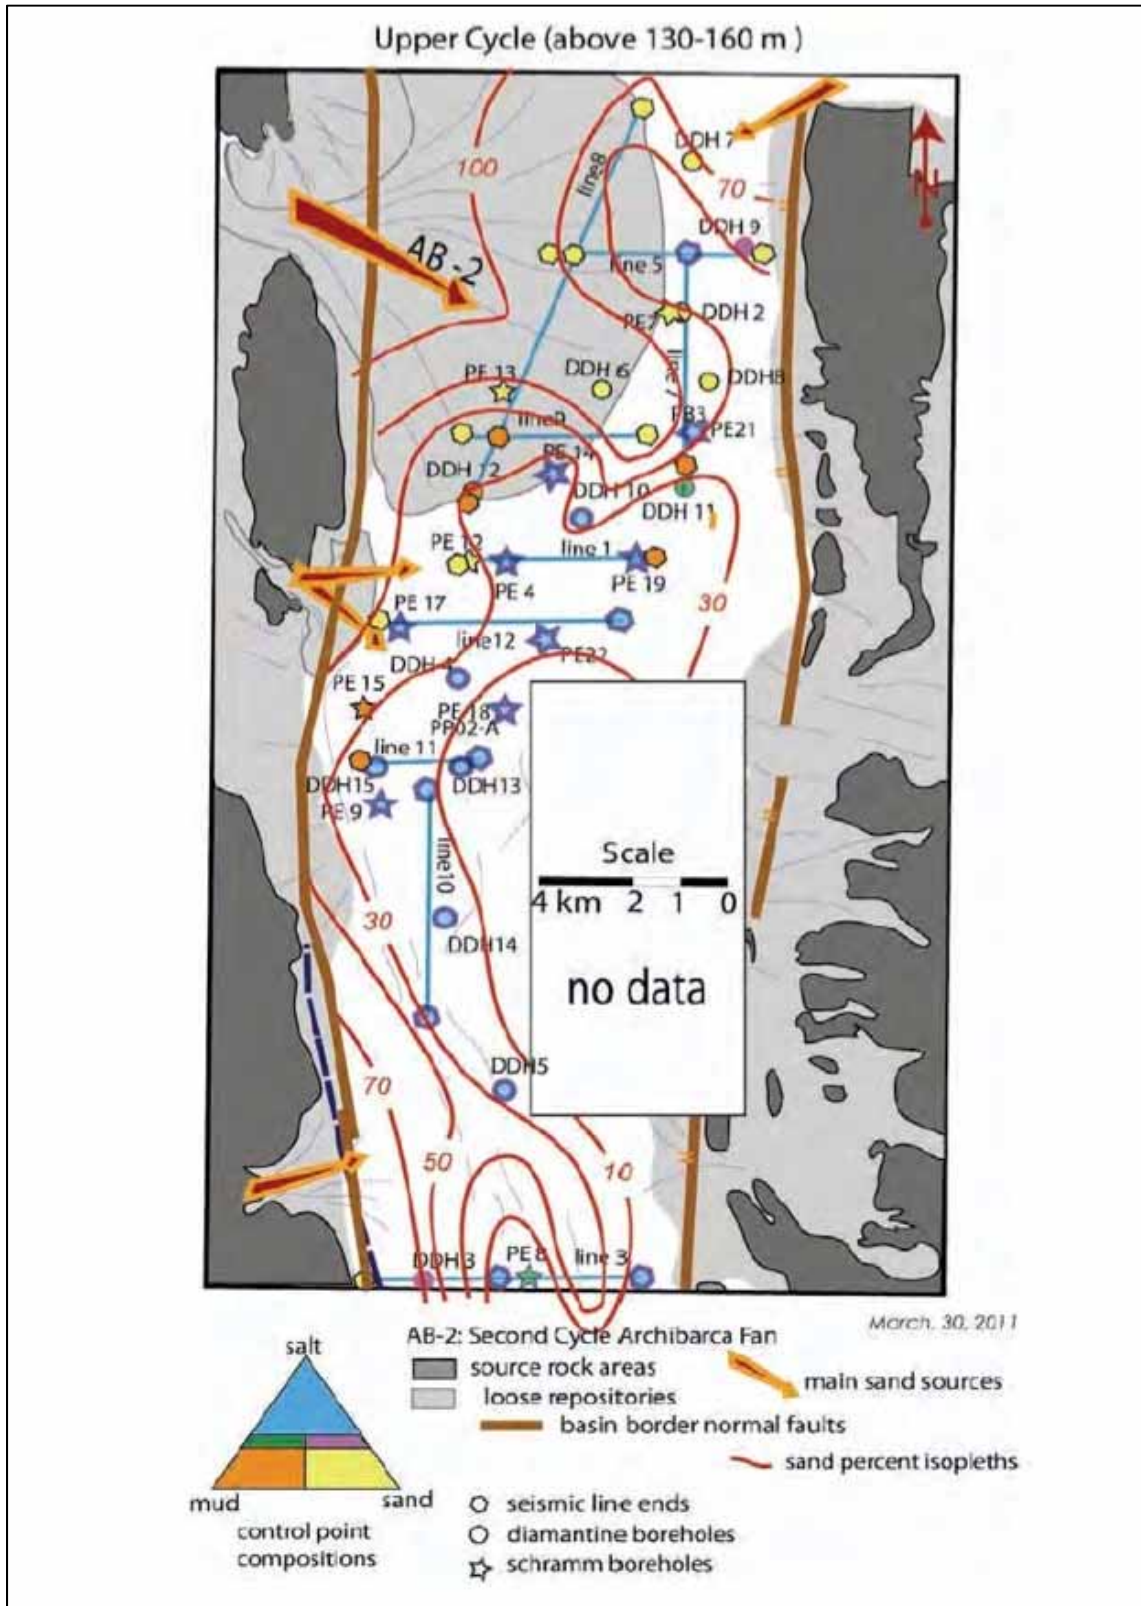 Upper Cycle (above 130-160 m )
DDH 7
100
line8
70
N
DDH 9
AB -2
line 5
PE7
DDH 2
PE 13
DDH 6
line 7
DDH8
PB3
line9
PE21
PE 14
DDH 12
DDH 10
DDH 11
PE 12
line 1
PE 4
PE 19
PE 17
30
line12
PE22
DDH 4
PE 15
PE 18
PP02-A
line 11
DDH15
DDH13
PE 9
Scale
line10
4 km 2 1 0
30
DDH14
no data
DDH5
70
50
10
DDH 3
PE 8
line 3
March. 30, 2011
AB-2: Second Cycle Archibarca Fan
salt
source rock areas
main sand sources
loose repositories
basin border normal faults
sand percent isopleths
mud
sand
seismic line ends
control point
compositions
diamantine boreholes
schramm boreholes